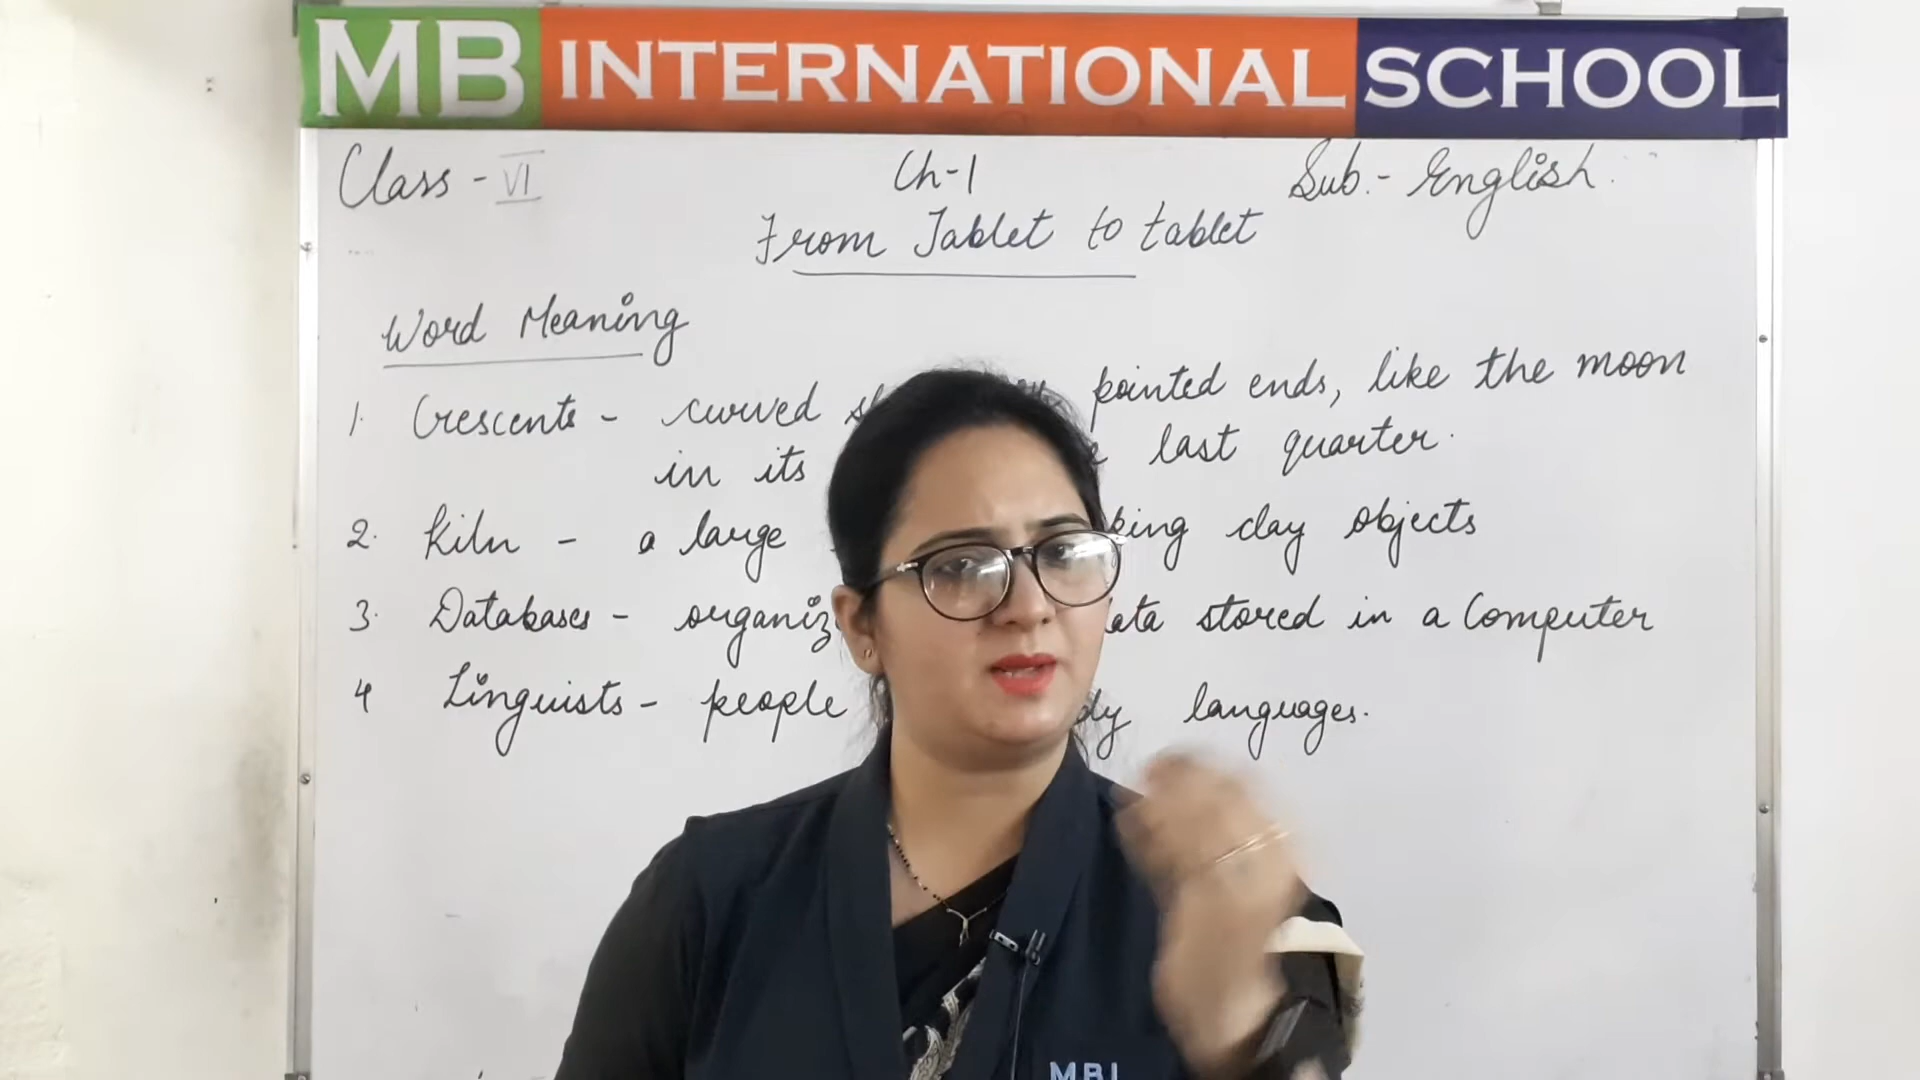 MB INTERNATIONAL SCHOOL
Class - VI
Ch-1
Sub.- English.
From Tablet to tablet
Word Meaning
1. Crescents - curved pointed ends, like the moon
in its last quarter.
2. Kiln - a large clay objects
3. Databases - stored in a Computer
4 Linguists - people languages.
MBI